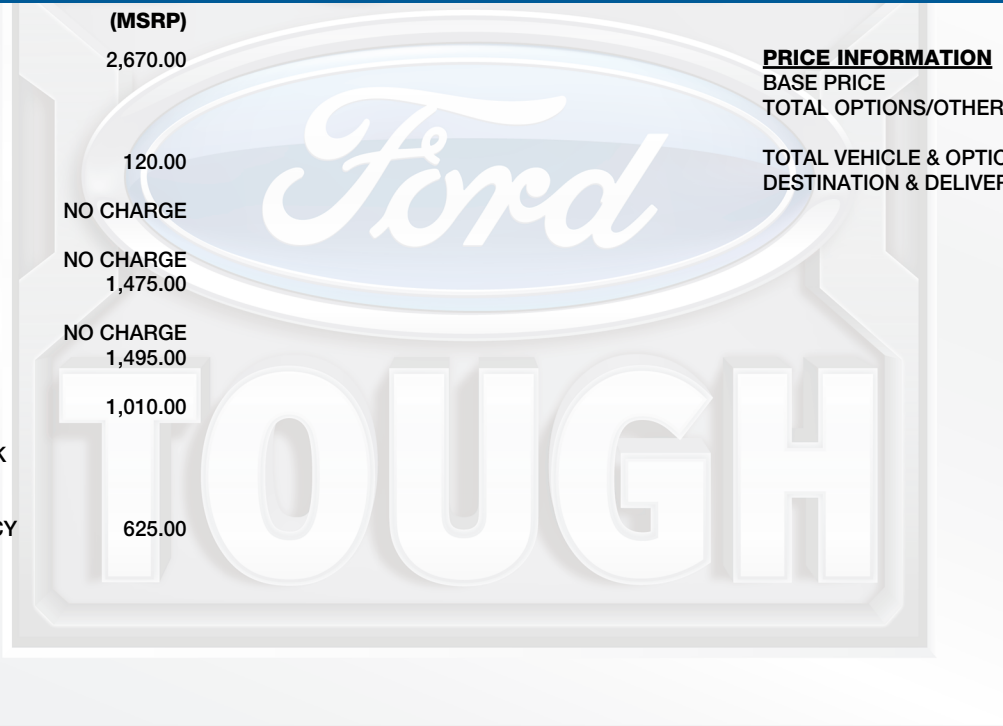 (MSRP)
2,670.00
120.00
NO CHARGE
NO CHARGE
1,475.00
NO CHARGE
1,495.00
1,010.00
K
CY 625.00
PRICE INFORMATION
BASE PRICE
TOTAL OPTIONS/OTHER
TOTAL VEHICLE & OPTIO
DESTINATION & DELIVER
Ford
TOUGH